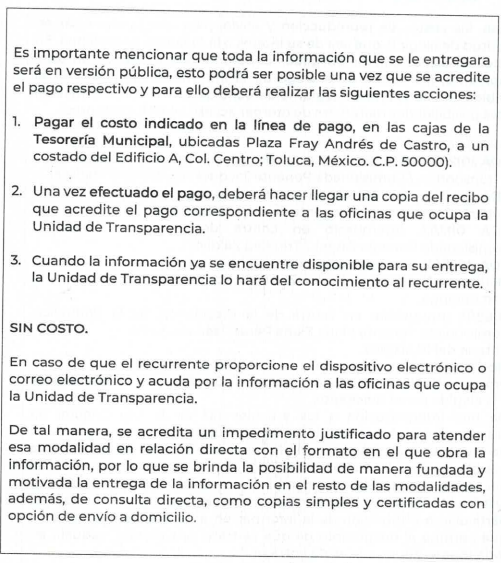 Es importante mencionar que toda la información que se le entregara
será en versión pública, esto podrá ser posible una vez que se acredite
el pago respectivo y para ello deberá realizar las siguientes acciones:
1. Pagar el costo indicado en la línea de pago, en las cajas de la
Tesorería Municipal, ubicadas Plaza Fray Andrés de Castro, a un
costado del Edificio A, Col. Centro; Toluca, México. C.P. 50000).
2. Una vez efectuado el pago, deberá hacer llegar una copia del recibo
que acredite el pago correspondiente a las oficinas que ocupa la
Unidad de Transparencia.
3. Cuando la información ya se encuentre disponible para su entrega,
la Unidad de Transparencia lo hará del conocimiento al recurrente.
SIN COSTO.
En caso de que el recurrente proporcione el dispositivo electrónico o
correo electrónico y acuda por la información a las oficinas que ocupa
la Unidad de Transparencia.
De tal manera, se acredita un impedimento justificado para atender
esa modalidad en relación directa con el formato en el que obra la
información, por lo que se brinda la posibilidad de manera fundada y
motivada la entrega de la información en el resto de las modalidades,
además, de consulta directa, como copias simples y certificadas con
opción de envío a domicilio.